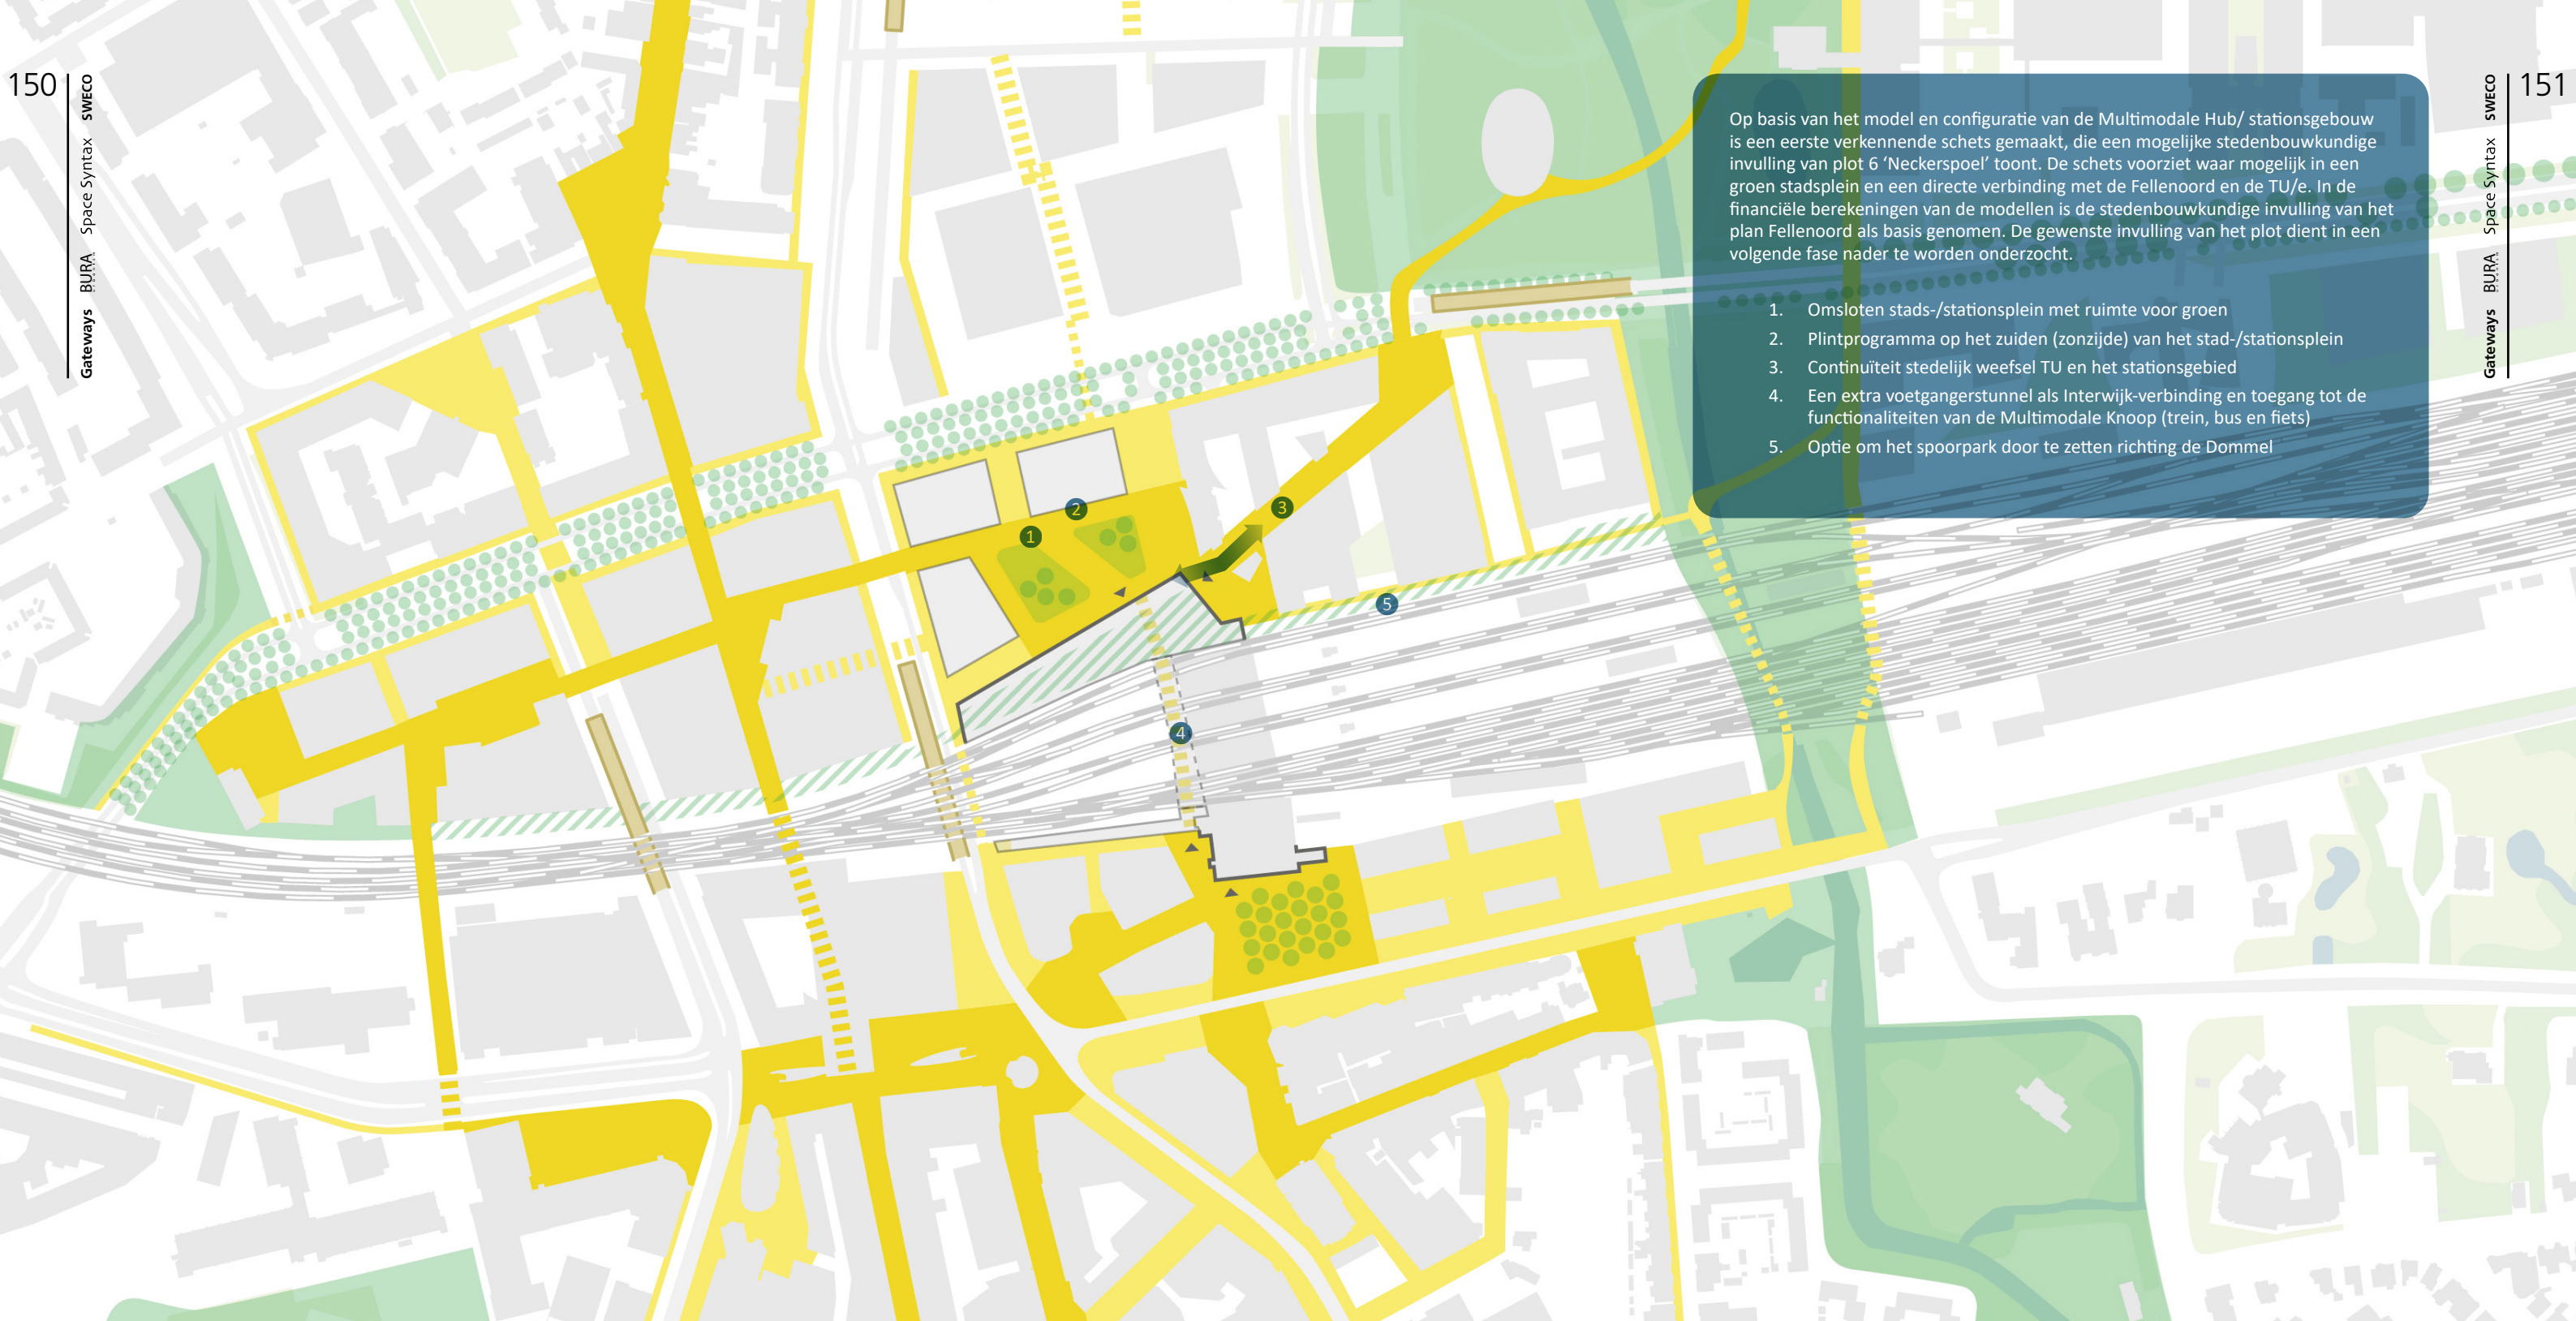 150
Gateways BURA Space Syntax SWECO
Op basis van het model en configuratie van de Multimodale Hub/ stationsgebouw
is een eerste verkennende schets gemaakt, die een mogelijke stedenbouwkundige
invulling van plot 6 ‘Neckerspoel’ toont. De schets voorziet waar mogelijk in een
groen stadsplein en een directe verbinding met de Fellenoord en de TU/e. In de
financiële berekeningen van de modellen is de stedenbouwkundige invulling van het
plan Fellenoord als basis genomen. De gewenste invulling van het plot dient in een
volgende fase nader te worden onderzocht.
1. Omsloten stads-/stationsplein met ruimte voor groen
2. Plintprogramma op het zuiden (zonzijde) van het stad-/stationsplein
3. Continuïteit stedelijk weefsel TU en het stationsgebied
4. Een extra voetgangerstunnel als Interwijk-verbinding en toegang tot de
functionaliteiten van de Multimodale Knoop (trein, bus en fiets)
5. Optie om het spoorpark door te zetten richting de Dommel
151
Gateways BURA Space Syntax SWECO
2
3
1
5
4